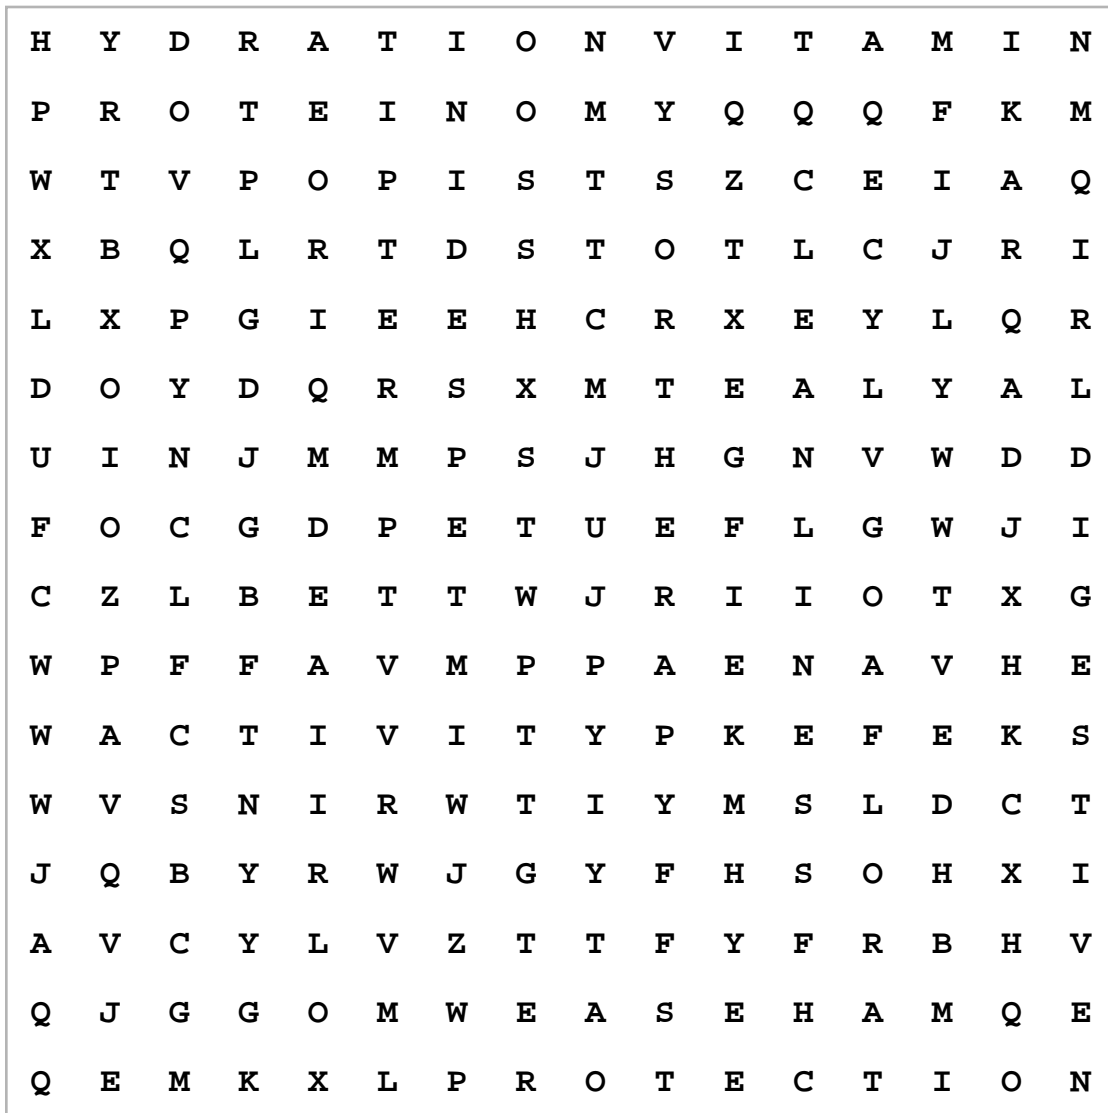 H Y D R A T I O N V I T A M I N
P R O T E I N O M Y Q Q Q F K M
W T V P O P I S T S Z C E I A Q
X B Q L R T D S T O T L C J R I
L X P G I E E H C R X E Y L Q R
D O Y D Q R S X M T E A L Y A L
U I N J M M P S J H G N V W D D
F O C G D P E T U E F L G W J I
C Z L B E T T W J R I I O T X G
W P F F A V M P P A E N A V H E
W A C T I V I T Y P K E F E K S
W V S N I R W T I Y M S L D C T
J Q B Y R W J G Y F H S O H X I
A V C Y L V Z T T F Y F R B H V
Q J G G O M W E A S E H A M Q E
Q E M K X L P R O T E C T I O N